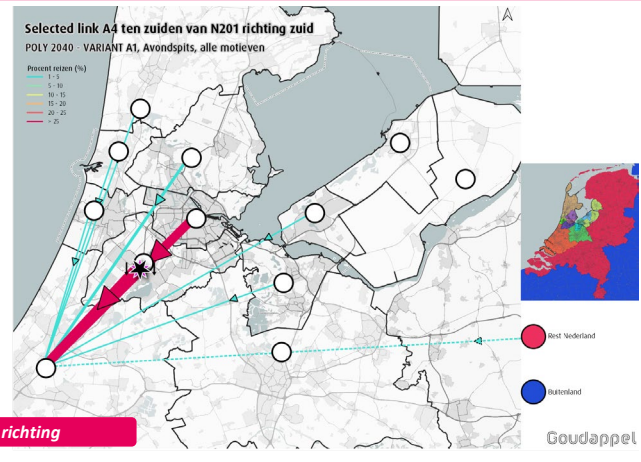 Selected link A4 ten zuiden van N201 richting zuid
POLY 2040 - VARIANT A1, Avondspits, alle motieven
Procent reizen (%)
1 - 5
5 - 10
10 - 15
15 - 20
20 - 25
> 25
Rest Nederland
Buitenland
richting
Goudappel